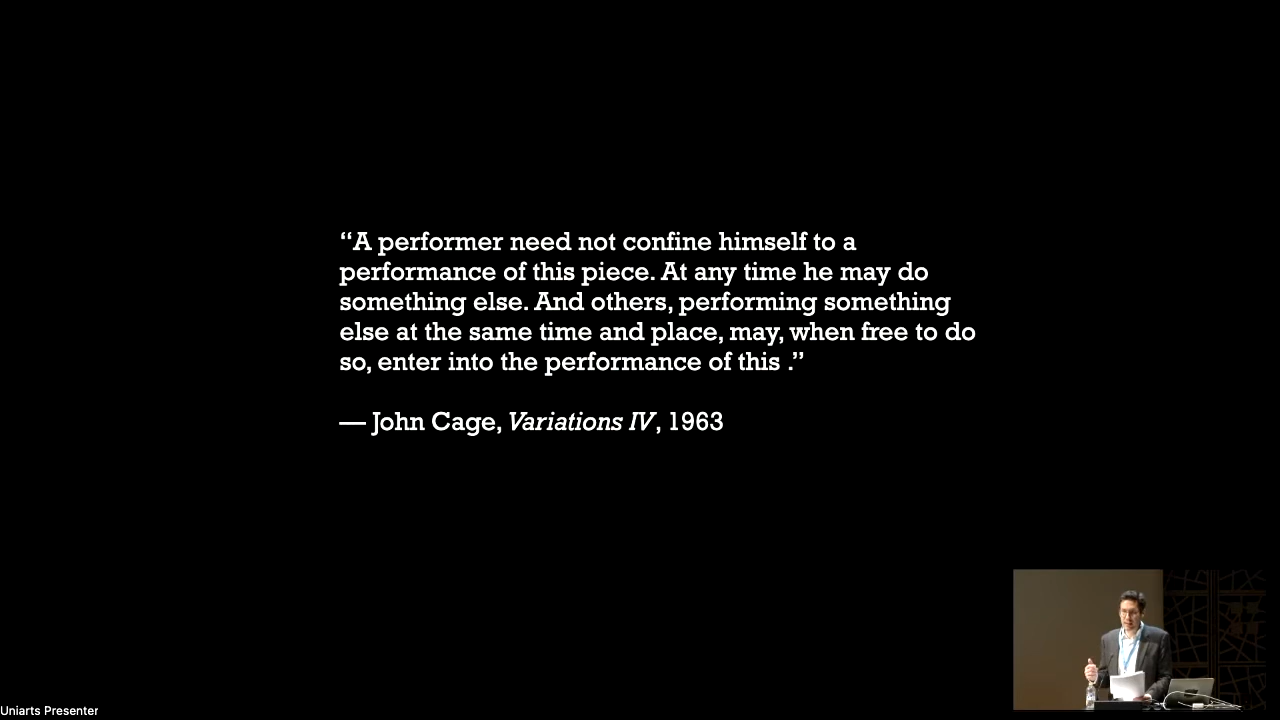 “A performer need not confine himself to a
performance of this piece. At any time he may do
something else. And others, performing something
else at the same time and place, may, when free to do
so, enter into the performance of this .”
— John Cage, Variations IV, 1963
Uniarts Presenter